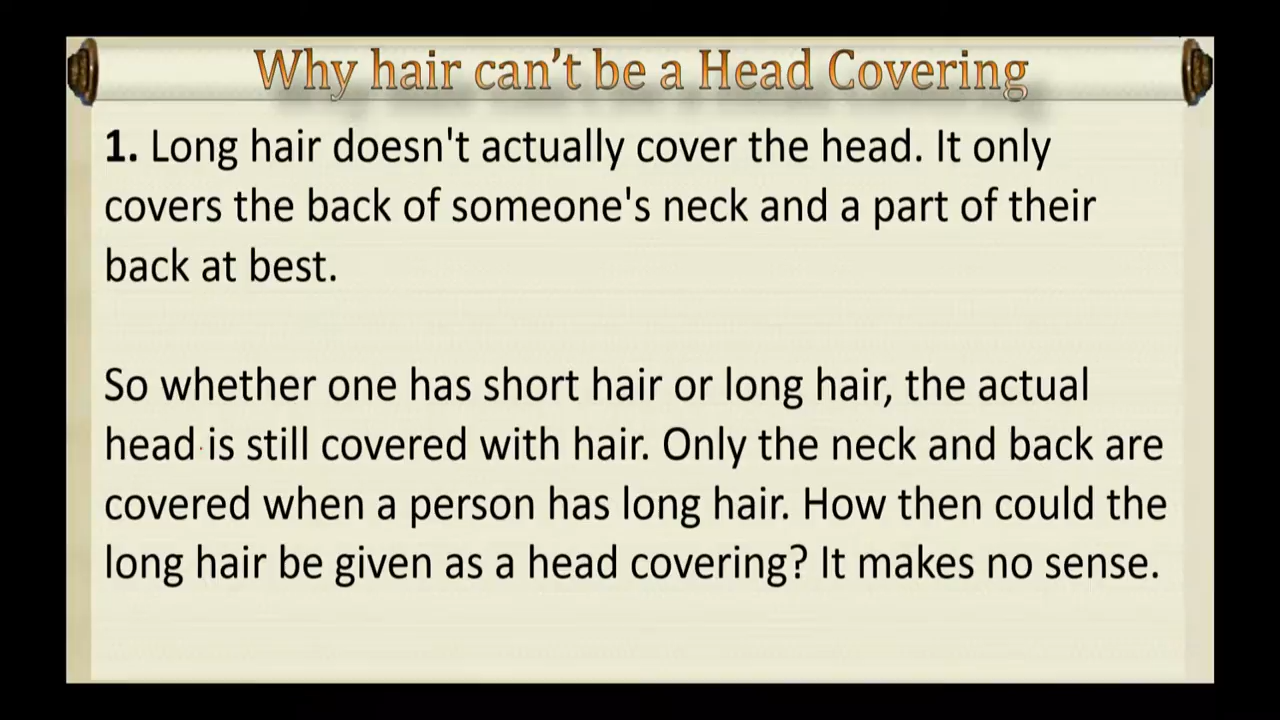 Why hair can’t be a Head Covering
1. Long hair doesn't actually cover the head. It only
covers the back of someone's neck and a part of their
back at best.
So whether one has short hair or long hair, the actual
head is still covered with hair. Only the neck and back are
covered when a person has long hair. How then could the
long hair be given as a head covering? It makes no sense.